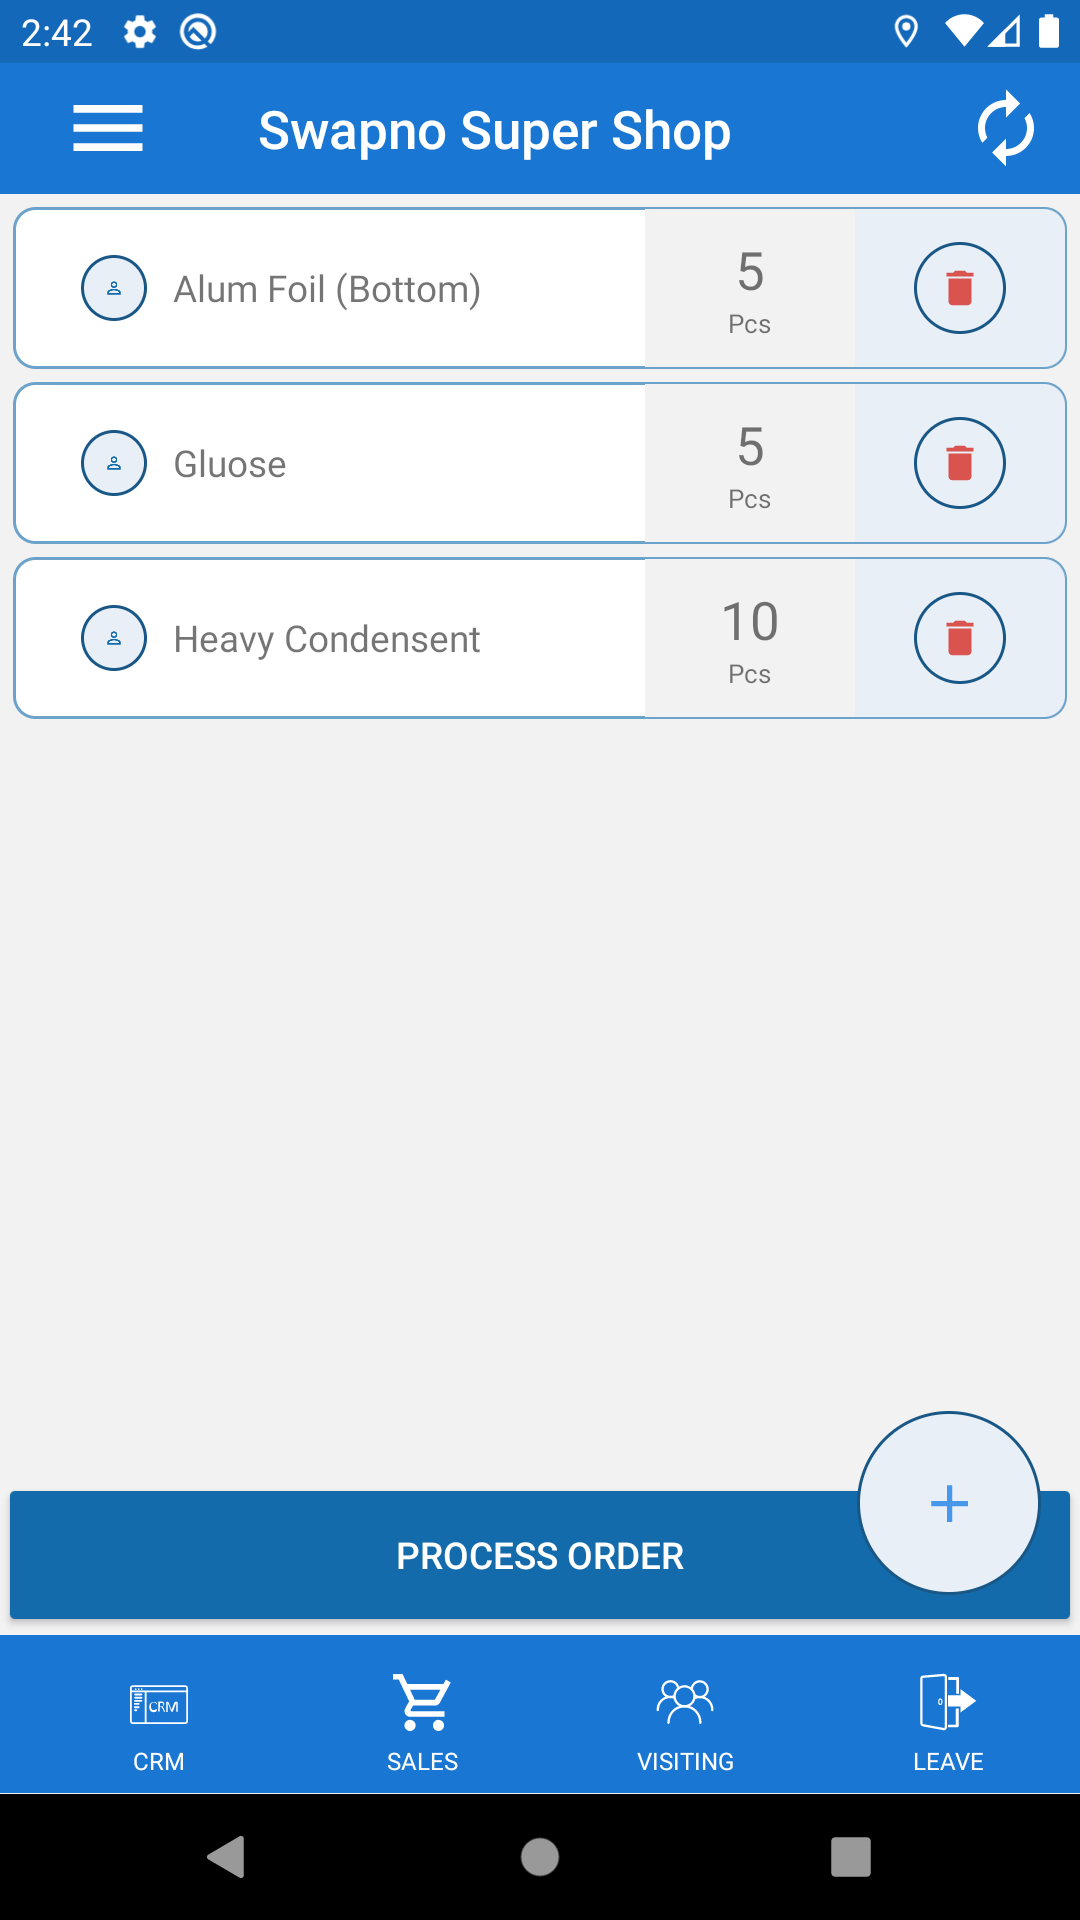 2:42
Swapno Super Shop
Alum Foil (Bottom)
5
Pcs
Gluose
5
Pcs
Heavy Condensent
10
Pcs
PROCESS ORDER
+
CRM
CRM
SALES
VISITING
LEAVE